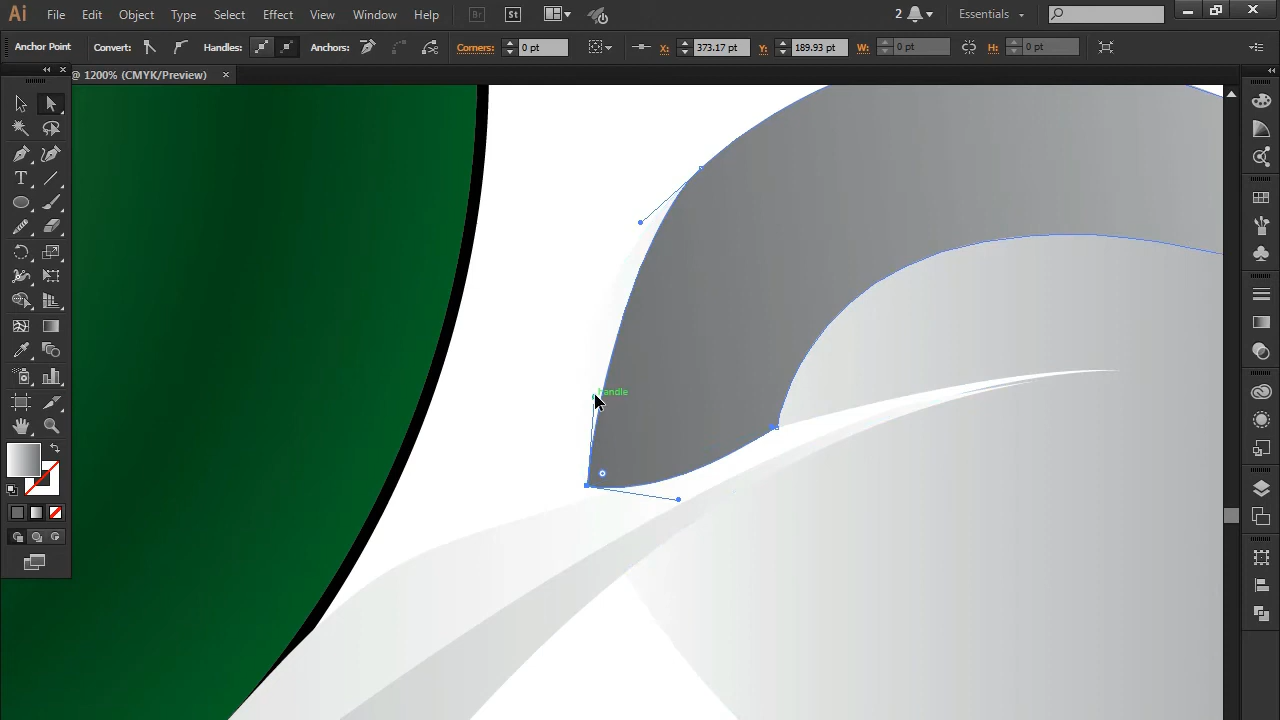 Ai File Edit Object Type Select Effect View Window Help Br St 2 Essentials
Anchor Point Convert: Handles: Anchors: Corners: 0 pt X: 373.17 pt Y: 189.93 pt W: 0 pt H: 0 pt
@ 1200% (CMYK/Preview) ×
T
handle